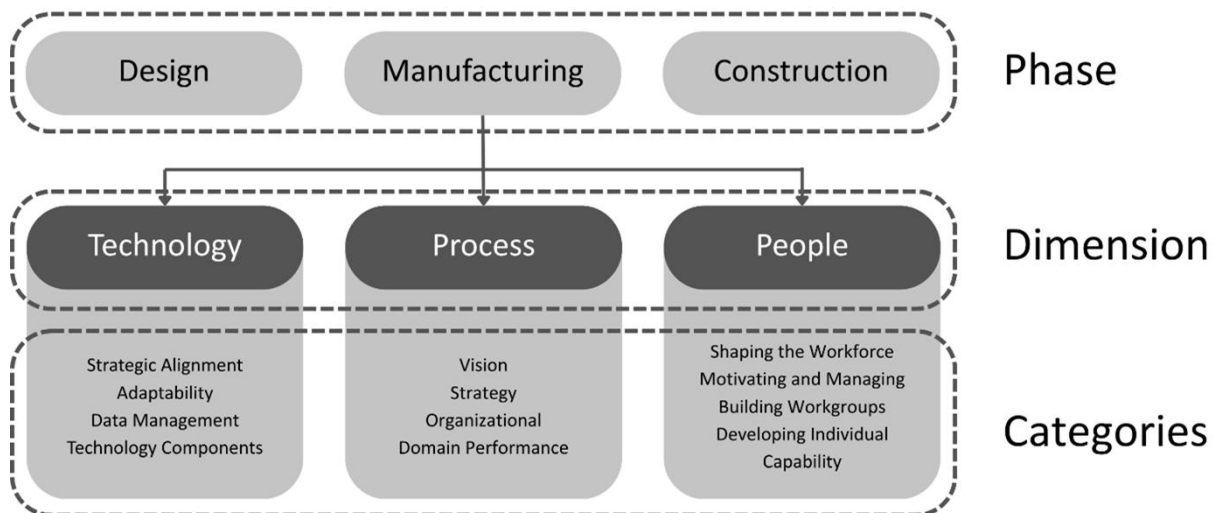 Design
Manufacturing
Construction
Phase
Technology
Process
People
Dimension
Strategic Alignment
Adaptability
Data Management
Technology Components
Vision
Strategy
Organizational
Domain Performance
Shaping the Workforce
Motivating and Managing
Building Workgroups
Developing Individual
Capability
Categories